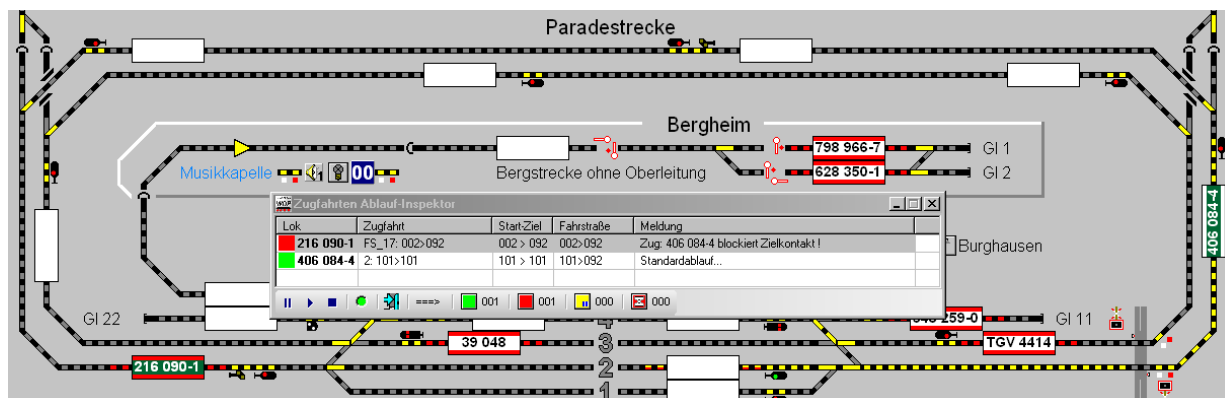 Paradestrecke
Bergheim
798 966-7
Gl 1
Musikkapelle
00
Bergstrecke ohne Oberleitung
628 350-1
Gl 2
406 084-4
Zugfahrten Ablauf-Inspektor
Lok Zugfahrt Start-Ziel Fahrstraße Meldung
216 090-1 FS_17: 002>092 002 > 092 002>092 Zug: 406 084-4 blockiert Zielkontakt !
406 084-4 2: 101>101 101 > 101 101>092 Standardablauf...
Burghausen
===> 001 001 000 000
Gl 22
4
259-0
Gl 11
39 048
3
TGV 4414
216 090-1
2
1